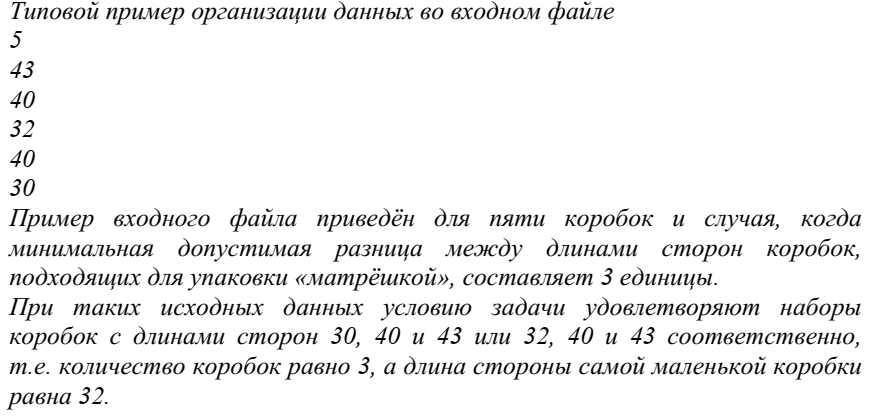 Типовой пример организации данных во входном файле
5
43
40
32
40
30
Пример входного файла приведён для пяти коробок и случая, когда
минимальная допустимая разница между длинами сторон коробок,
подходящих для упаковки «матрёшкой», составляет 3 единицы.
При таких исходных данных условию задачи удовлетворяют наборы
коробок с длинами сторон 30, 40 и 43 или 32, 40 и 43 соответственно,
т.е. количество коробок равно 3, а длина стороны самой маленькой коробки
равна 32.